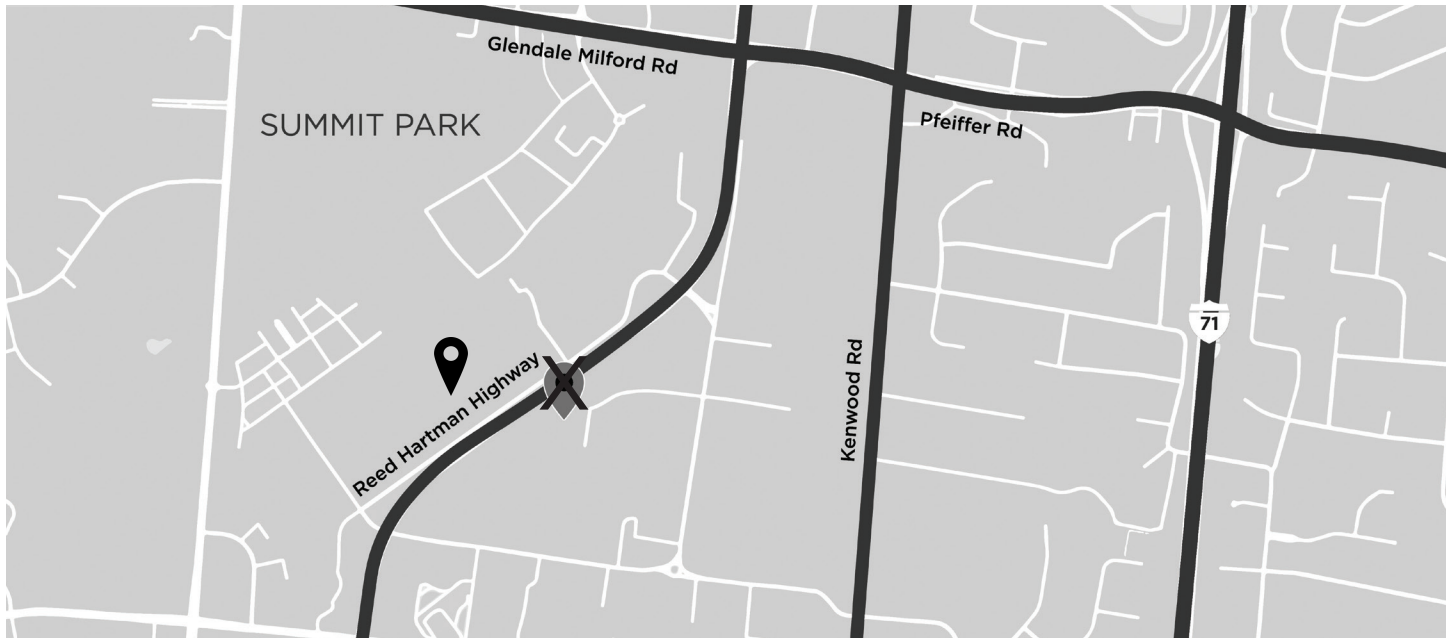 Glendale Milford Rd
SUMMIT PARK
Pfeiffer Rd
71
Reed Hartman Highway
Kenwood Rd